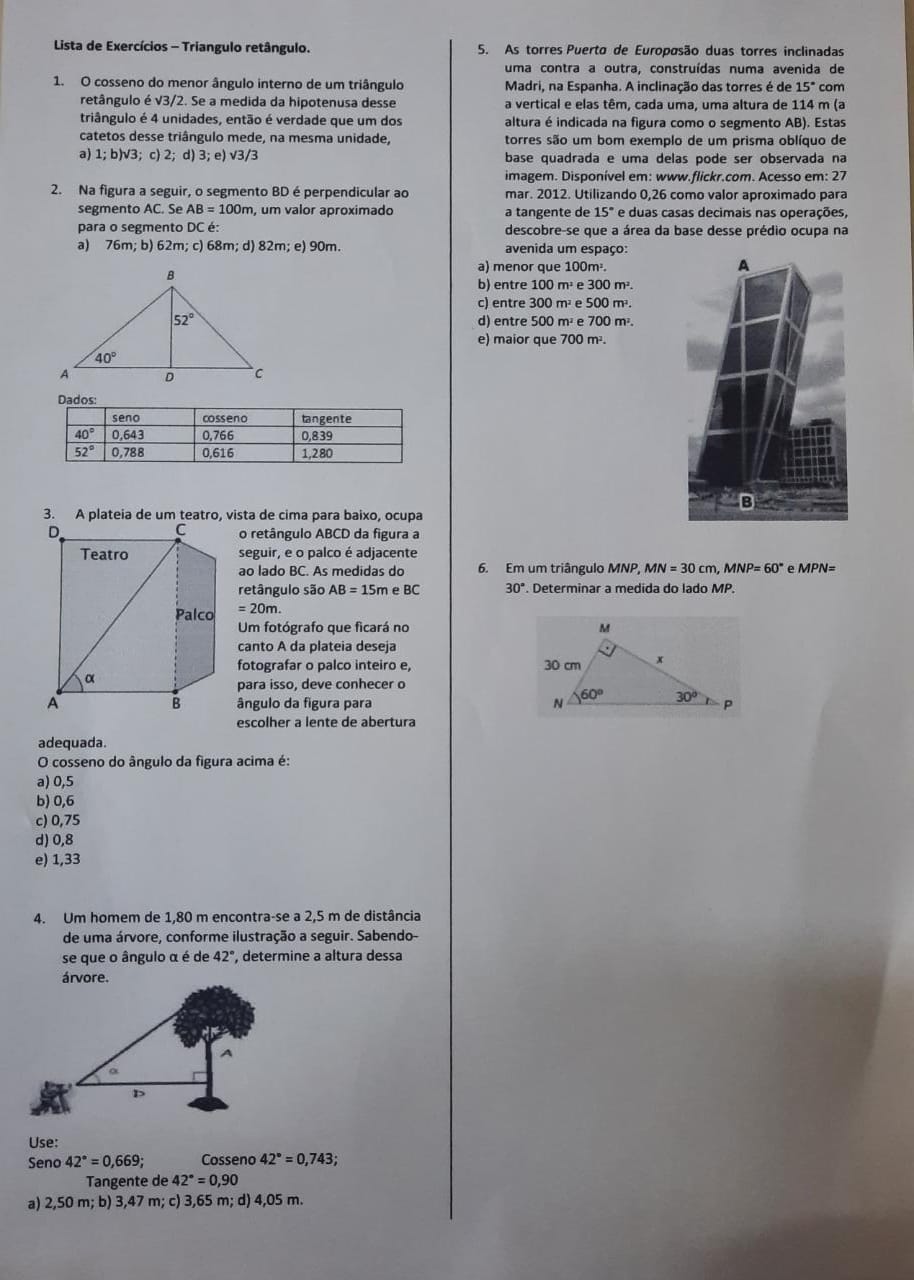 Lista de Exercícios – Triangulo retângulo.
1. O cosseno do menor ângulo interno de um triângulo
retângulo é √3/2. Se a medida da hipotenusa desse
triângulo é 4 unidades, então é verdade que um dos
catetos desse triângulo mede, na mesma unidade,
a) 1; b)√3; c) 2; d) 3; e) √3/3
2. Na figura a seguir, o segmento BD é perpendicular ao
segmento AC. Se AB = 100m, um valor aproximado
para o segmento DC é:
a) 76m; b) 62m; c) 68m; d) 82m; e) 90m.
B
52°
40°
A
D
C
Dados:
seno cosseno tangente
40° 0,643 0,766 0,839
52° 0,788 0,616 1,280
3. A plateia de um teatro, vista de cima para baixo, ocupa
o retângulo ABCD da figura a
seguir, e o palco é adjacente
ao lado BC. As medidas do
retângulo são AB = 15m e BC
= 20m.
Um fotógrafo que ficará no
canto A da plateia deseja
fotografar o palco inteiro e,
para isso, deve conhecer o
ângulo da figura para
escolher a lente de abertura
adequada.
D
C
Teatro
Palco
α
A
B
O cosseno do ângulo da figura acima é:
a) 0,5
b) 0,6
c) 0,75
d) 0,8
e) 1,33
4. Um homem de 1,80 m encontra-se a 2,5 m de distância
de uma árvore, conforme ilustração a seguir. Sabendo-
se que o ângulo α é de 42°, determine a altura dessa
árvore.
A
α
D
Use:
Seno 42° = 0,669; Cosseno 42° = 0,743;
Tangente de 42° = 0,90
a) 2,50 m; b) 3,47 m; c) 3,65 m; d) 4,05 m.
5. As torres Puerta de Europasão duas torres inclinadas
uma contra a outra, construídas numa avenida de
Madri, na Espanha. A inclinação das torres é de 15° com
a vertical e elas têm, cada uma, uma altura de 114 m (a
altura é indicada na figura como o segmento AB). Estas
torres são um bom exemplo de um prisma oblíquo de
base quadrada e uma delas pode ser observada na
imagem. Disponível em: www.flickr.com. Acesso em: 27
mar. 2012. Utilizando 0,26 como valor aproximado para
a tangente de 15° e duas casas decimais nas operações,
descobre-se que a área da base desse prédio ocupa na
avenida um espaço:
a) menor que 100m².
b) entre 100 m² e 300 m².
c) entre 300 m² e 500 m².
d) entre 500 m² e 700 m².
e) maior que 700 m².
A
B
6. Em um triângulo MNP, MN = 30 cm, MNP= 60° e MPN=
30°. Determinar a medida do lado MP.
M
30 cm
x
N
60°
30°
P